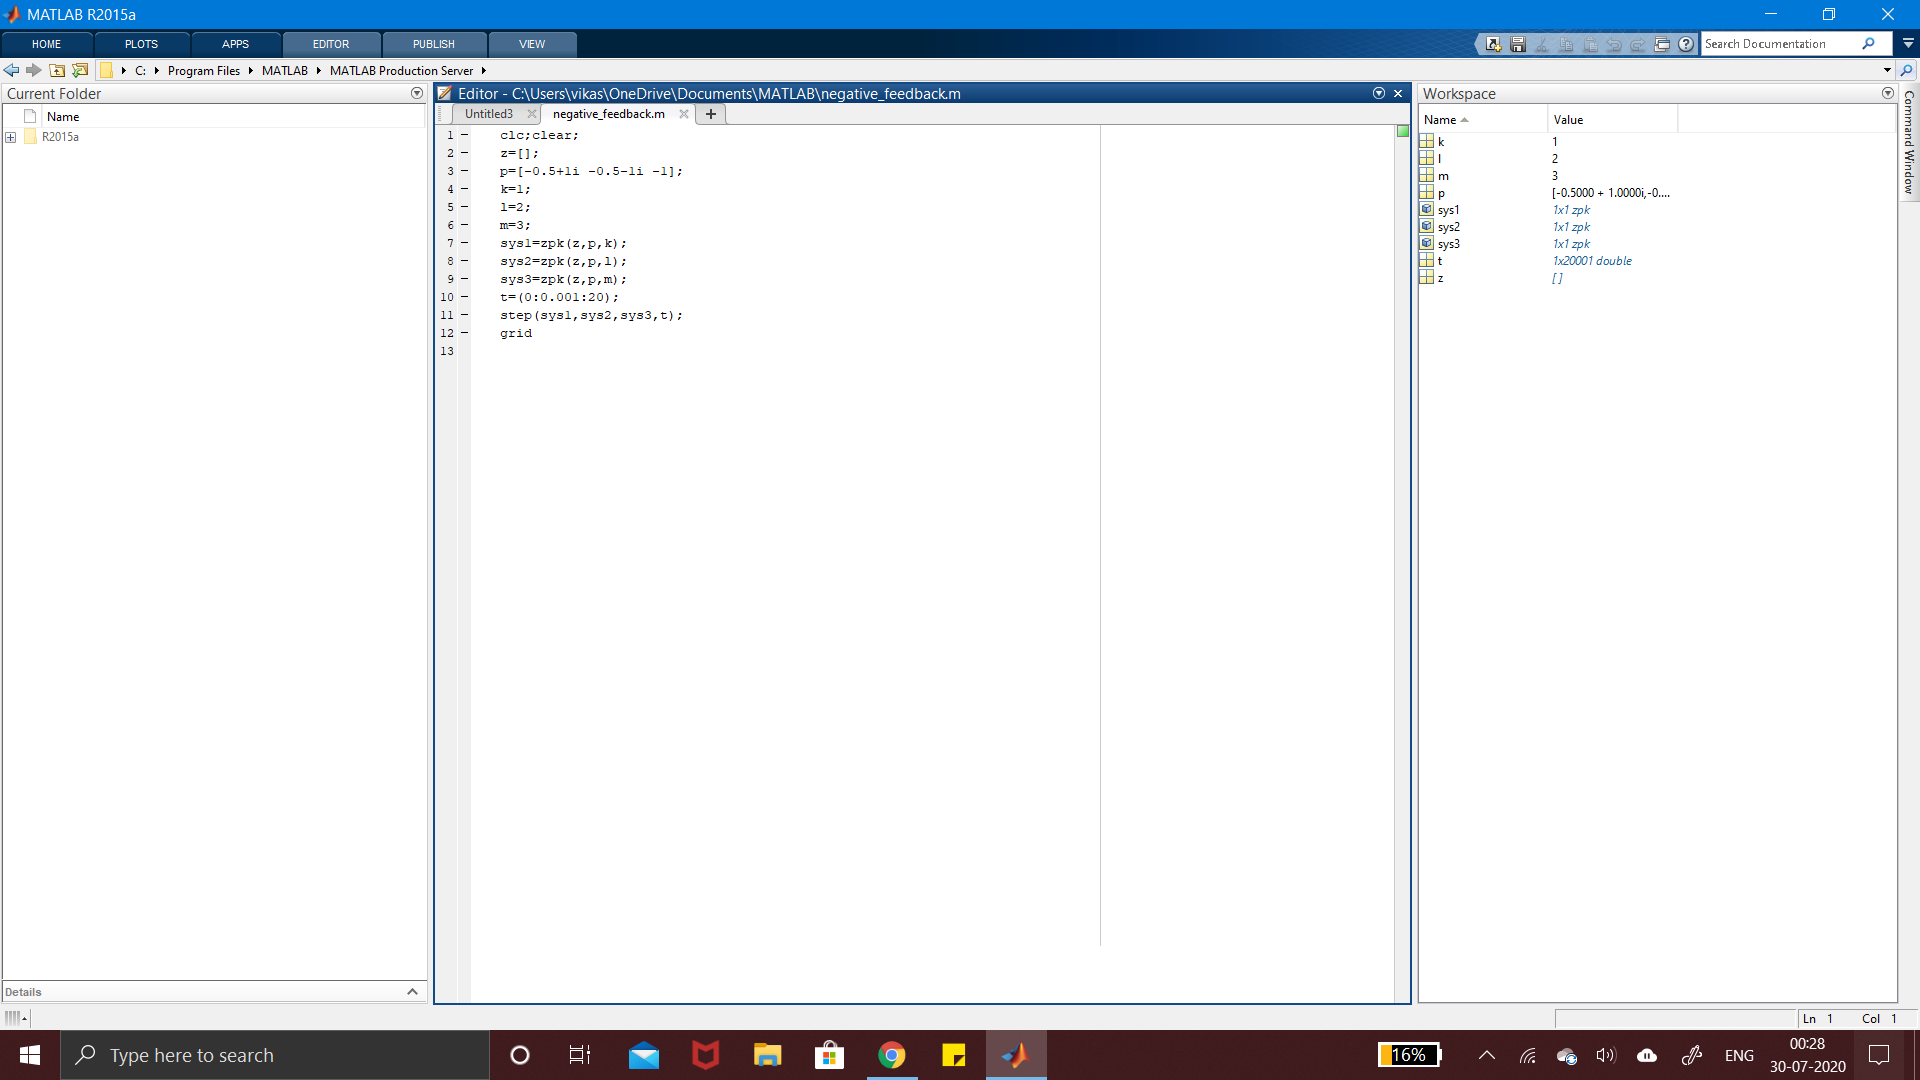 MATLAB R2015a
HOME PLOTS APPS EDITOR PUBLISH VIEW
Search Documentation
C: Program Files MATLAB MATLAB Production Server
Current Folder
Name
R2015a
Details
Editor - C:\Users\vikas\OneDrive\Documents\MATLAB\negative_feedback.m
Untitled3 negative_feedback.m
1 clc;clear;
2 z=[];
3 p=[-0.5+1i -0.5-1i -1];
4 k=1;
5 l=2;
6 m=3;
7 sys1=zpk(z,p,k);
8 sys2=zpk(z,p,l);
9 sys3=zpk(z,p,m);
10 t=(0:0.001:20);
11 step(sys1,sys2,sys3,t);
12 grid
13
Workspace
Name Value
k 1
l 2
m 3
p [-0.5000 + 1.0000i,-0....
sys1 1x1 zpk
sys2 1x1 zpk
sys3 1x1 zpk
t 1x20001 double
z []
Command Window
Ln 1 Col 1
Type here to search
16%
ENG
00:28
30-07-2020